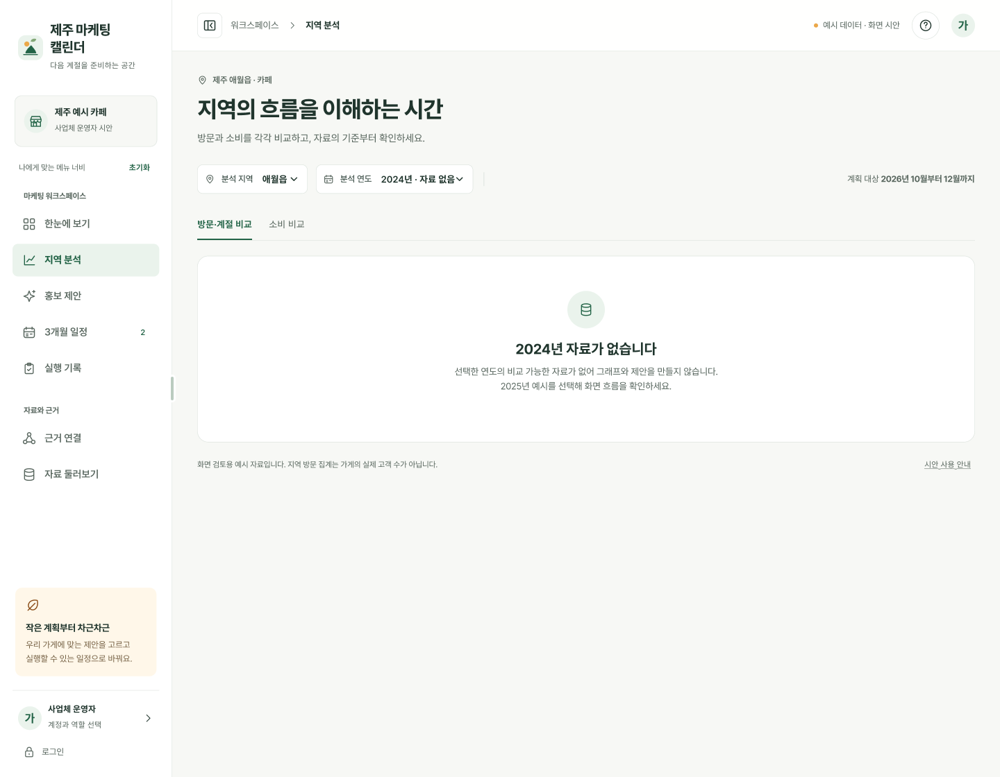 제주 마케팅
캘린더
다음 계절을 준비하는 공간
제주 예시 카페
사업체 운영자 시안
나에게 맞는 메뉴 너비 초기화
마케팅 워크스페이스
한눈에 보기
지역 분석
홍보 제안
3개월 일정 2
실행 기록
자료와 근거
근거 연결
자료 둘러보기
작은 계획부터 차근차근
우리 가게에 맞는 제안을 고르고
실행할 수 있는 일정으로 바꿔요.
가
사업체 운영자
계정과 역할 선택
로그인
워크스페이스 지역 분석
예시 데이터 · 화면 시안
가
제주 애월읍 · 카페
지역의 흐름을 이해하는 시간
방문과 소비를 각각 비교하고, 자료의 기준부터 확인하세요.
분석 지역 애월읍
분석 연도 2024년 · 자료 없음
계획 대상 2026년 10월부터 12월까지
방문·계절 비교 소비 비교
2024년 자료가 없습니다
선택한 연도의 비교 가능한 자료가 없어 그래프와 제안을 만들지 않습니다.
2025년 예시를 선택해 화면 흐름을 확인하세요.
화면 검토용 예시 자료입니다. 지역 방문 집계는 가게의 실제 고객 수가 아닙니다.
시안 사용 안내